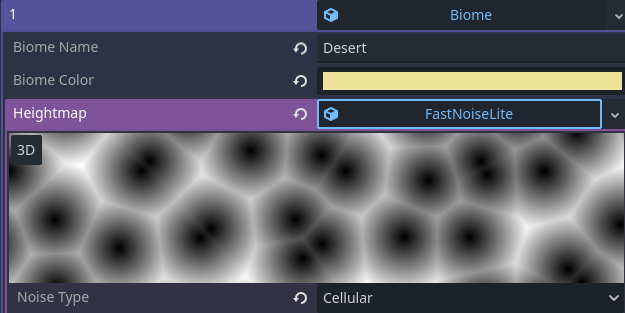 1 Biome
Biome Name Desert
Biome Color
Heightmap FastNoiseLite
3D
Noise Type Cellular